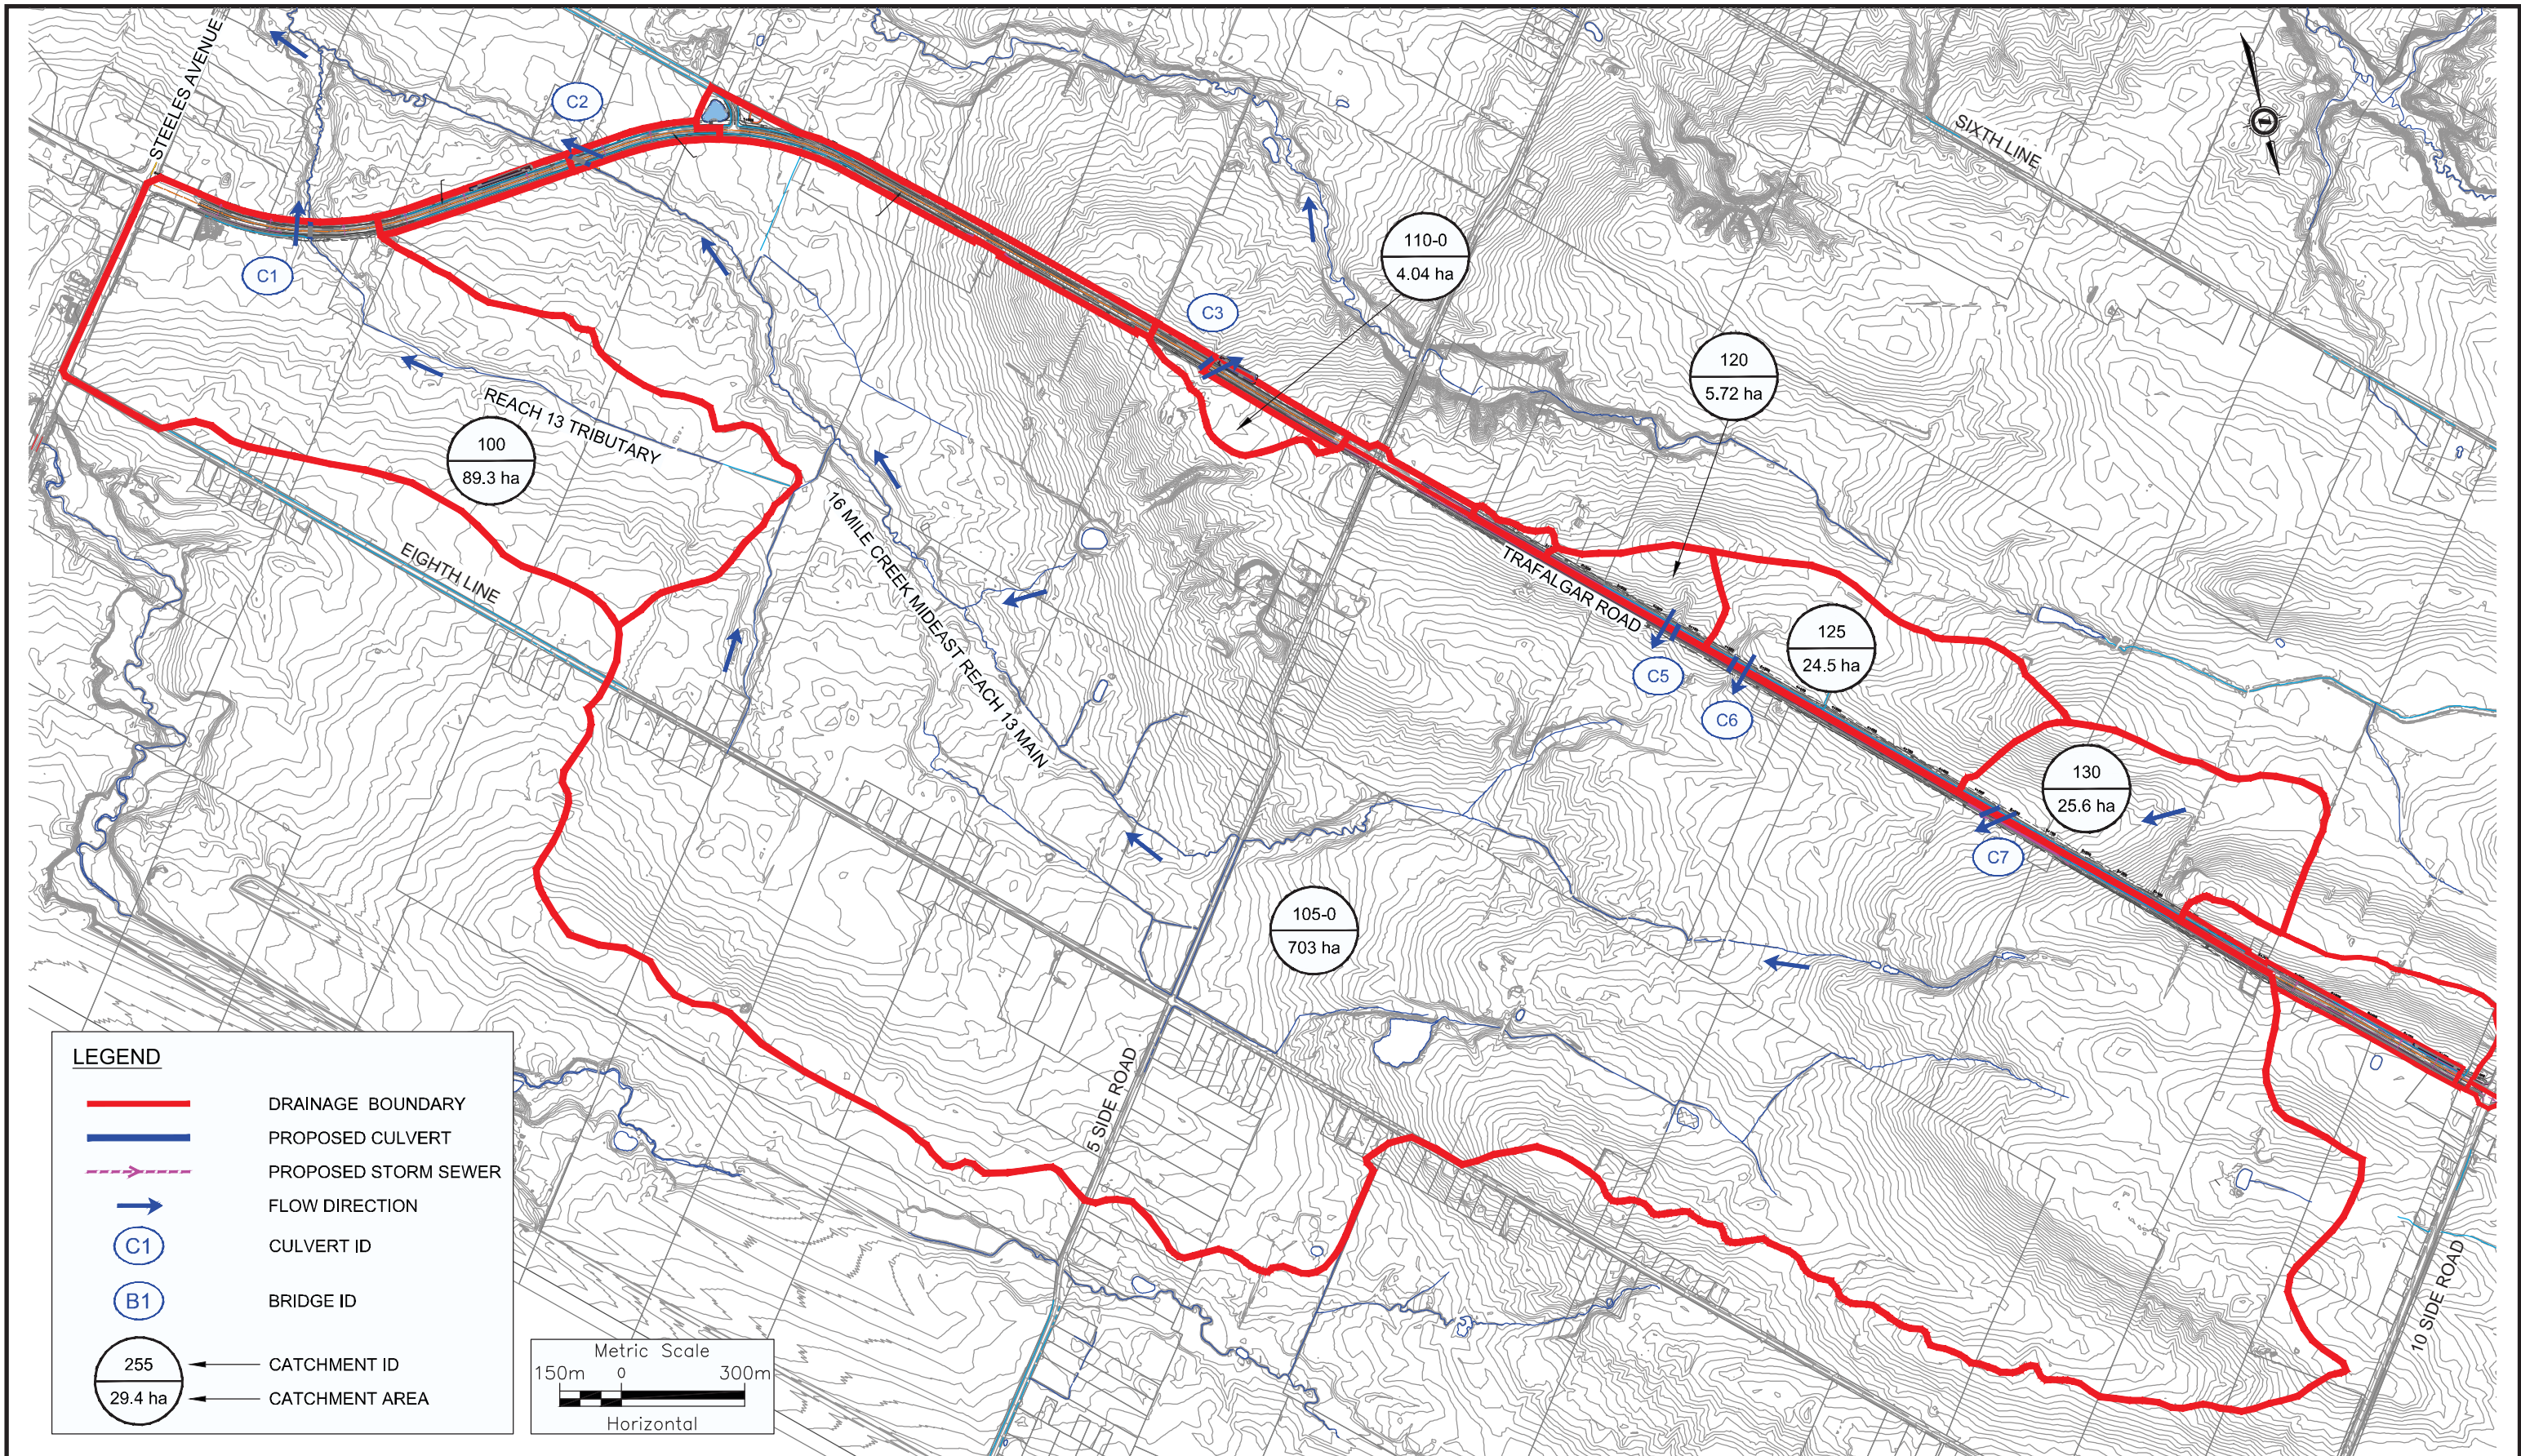 STEELES AVENUE
C2
SIXTH LINE
110-0
4.04 ha
C1
C3
120
5.72 ha
REACH 13 TRIBUTARY
100
89.3 ha
16 MILE CREEK MIDEAST REACH 13 MAIN
EIGHTH LINE
TRAFALGAR ROAD
125
24.5 ha
C5
C6
130
25.6 ha
C7
105-0
703 ha
5 SIDE ROAD
10 SIDE ROAD
LEGEND
DRAINAGE BOUNDARY
PROPOSED CULVERT
PROPOSED STORM SEWER
FLOW DIRECTION
C1 CULVERT ID
B1 BRIDGE ID
255 CATCHMENT ID
29.4 ha CATCHMENT AREA
Metric Scale
150m 0 300m
Horizontal